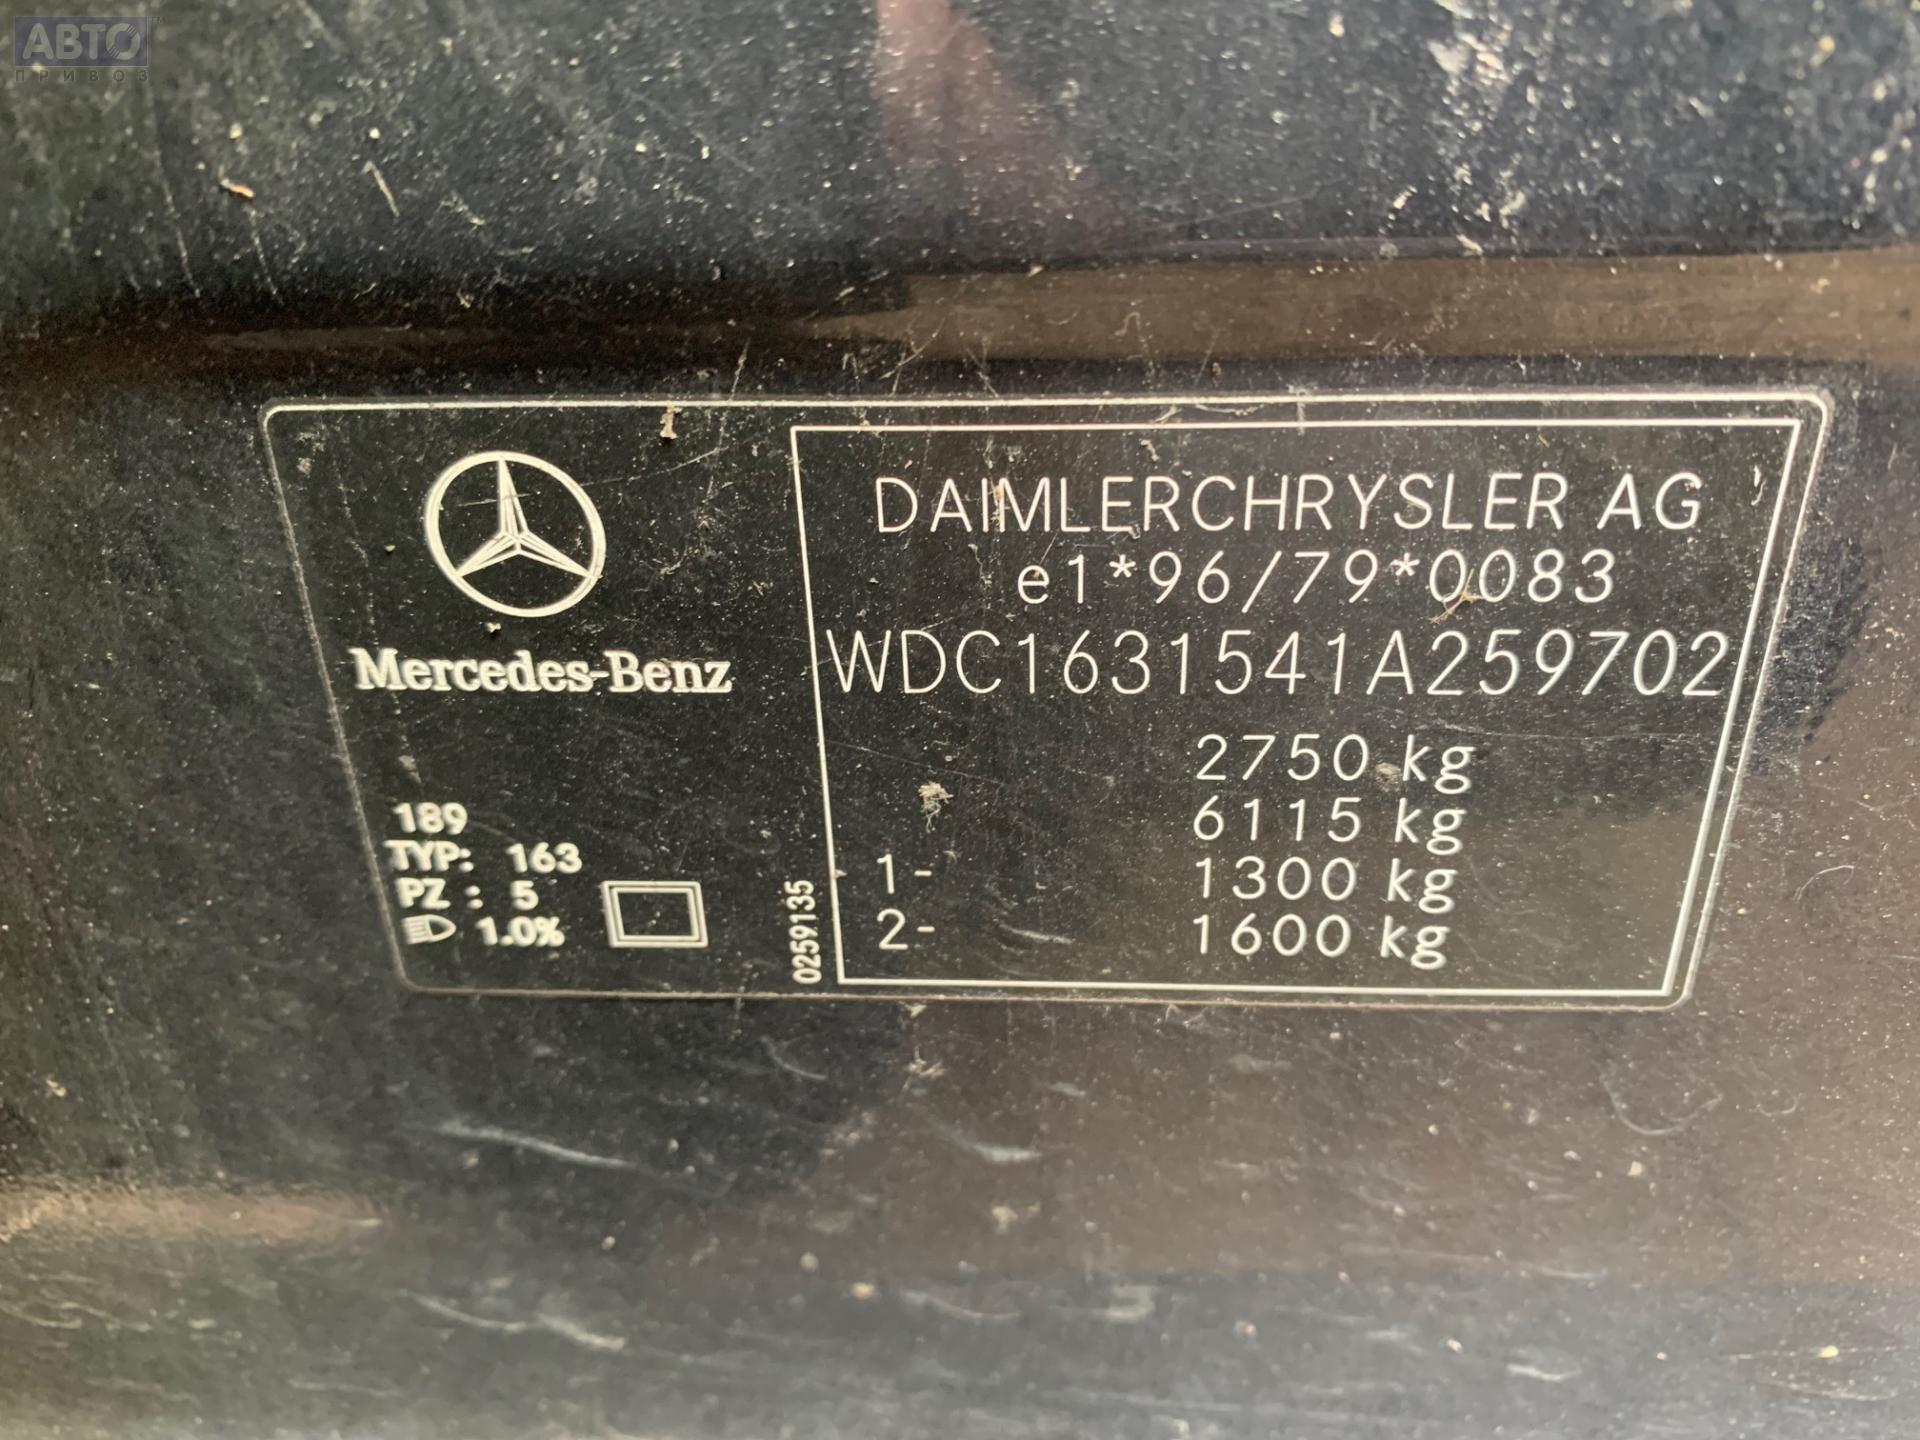 АВТО™
ПРИВОЗ
Mercedes-Benz
189
TYP: 163
PZ : 5
1.0%
0259135
DAIMLERCHRYSLER AG
e1*96/79*0083
WDC1631541A259702
2750 kg
6115 kg
1- 1300 kg
2- 1600 kg